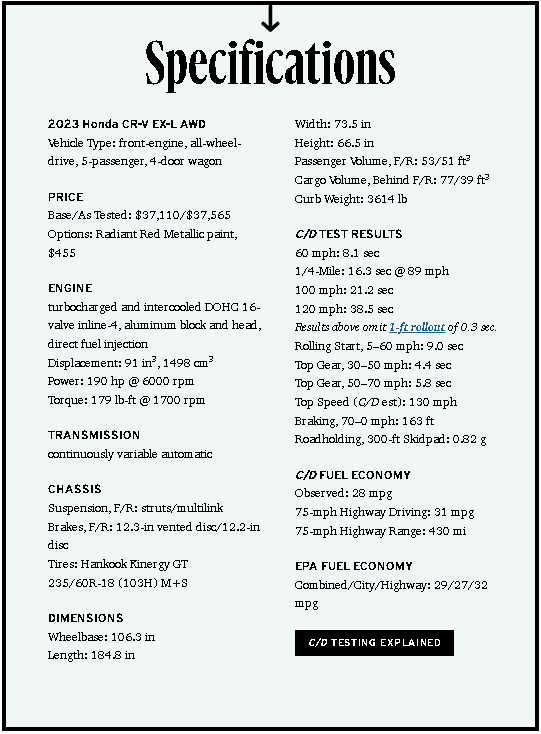 Specifications
2023 Honda CR-V EX-L AWD
Vehicle Type: front-engine, all-wheel-
drive, 5-passenger, 4-door wagon
PRICE
Base/As Tested: $37,110/$37,565
Options: Radiant Red Metallic paint,
$455
ENGINE
turbocharged and intercooled DOHC 16-
valve inline-4, aluminum block and head,
direct fuel injection
Displacement: 91 in³, 1498 cm³
Power: 190 hp @ 6000 rpm
Torque: 179 lb-ft @ 1700 rpm
TRANSMISSION
continuously variable automatic
CHASSIS
Suspension, F/R: struts/multilink
Brakes, F/R: 12.3-in vented disc/12.2-in
disc
Tires: Hankook Kinergy GT
235/60R-18 (103H) M+S
DIMENSIONS
Wheelbase: 106.3 in
Length: 184.8 in
Width: 73.5 in
Height: 66.5 in
Passenger Volume, F/R: 53/51 ft³
Cargo Volume, Behind F/R: 77/39 ft³
Curb Weight: 3614 lb
C/D TEST RESULTS
60 mph: 8.1 sec
1/4-Mile: 16.3 sec @ 89 mph
100 mph: 21.2 sec
120 mph: 38.5 sec
Results above omit 1-ft rollout of 0.3 sec.
Rolling Start, 5–60 mph: 9.0 sec
Top Gear, 30–50 mph: 4.4 sec
Top Gear, 50–70 mph: 5.8 sec
Top Speed (C/D est): 130 mph
Braking, 70–0 mph: 163 ft
Roadholding, 300-ft Skidpad: 0.82 g
C/D FUEL ECONOMY
Observed: 28 mpg
75-mph Highway Driving: 31 mpg
75-mph Highway Range: 430 mi
EPA FUEL ECONOMY
Combined/City/Highway: 29/27/32
mpg
C/D TESTING EXPLAINED